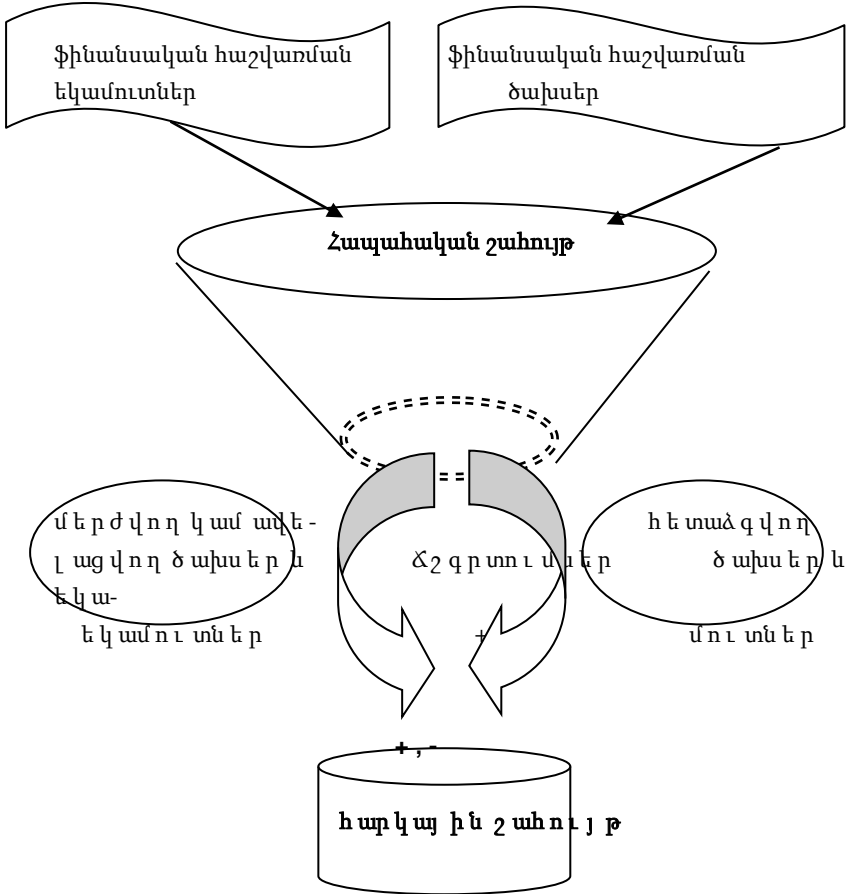 ֆինանսական հաշվառման
եկամուտներ
ֆինանսական հաշվառման
ծախսեր
Հապահական շահույթ
մերժվող կամ ավե-
լացվող ծախսեր և
եկա-
եկամուտներ
Ճշգրտումներ
+
հետաձգվող
ծախսեր և
մուտներ
+ , -
հարկային շահույթ